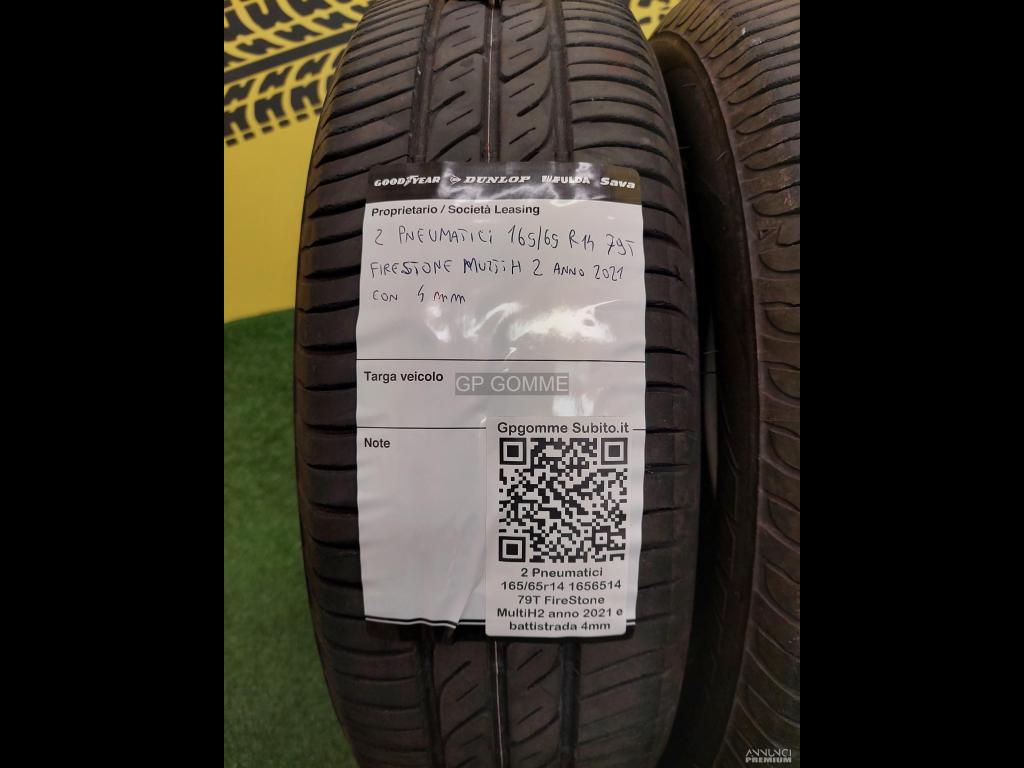 GOODYEAR DUNLOP FULDA Sava
Proprietario / Società Leasing
2 PNEUMATICI 165/65 R14 79T
FIRESTONE MULTIH 2 ANNO 2021
CON 4 mm
Targa veicolo
GP GOMME
Note
Gpgomme Subito.it
2 Pneumatici
165/65r14 1656514
79T FireStone
MultiH2 anno 2021 e
battistrada 4mm
ANNUNCI
PREMIUM